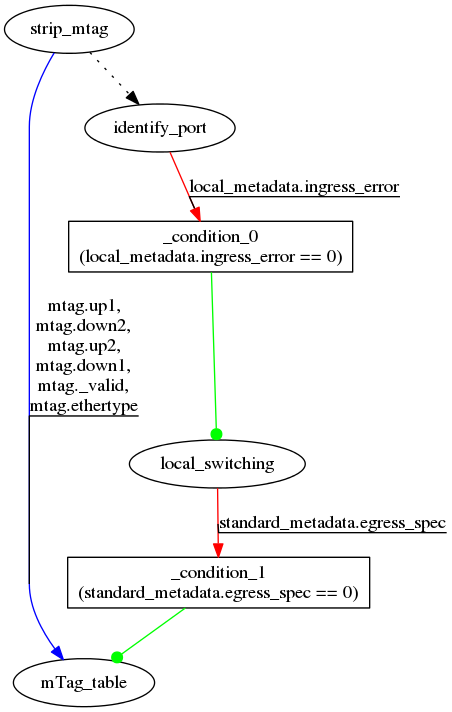 strip_mtag
identify_port
local_metadata.ingress_error
_condition_0
(local_metadata.ingress_error == 0)
mtag.up1,
mtag.down2,
mtag.up2,
mtag.down1,
mtag._valid,
mtag.ethertype
local_switching
standard_metadata.egress_spec
_condition_1
(standard_metadata.egress_spec == 0)
mTag_table